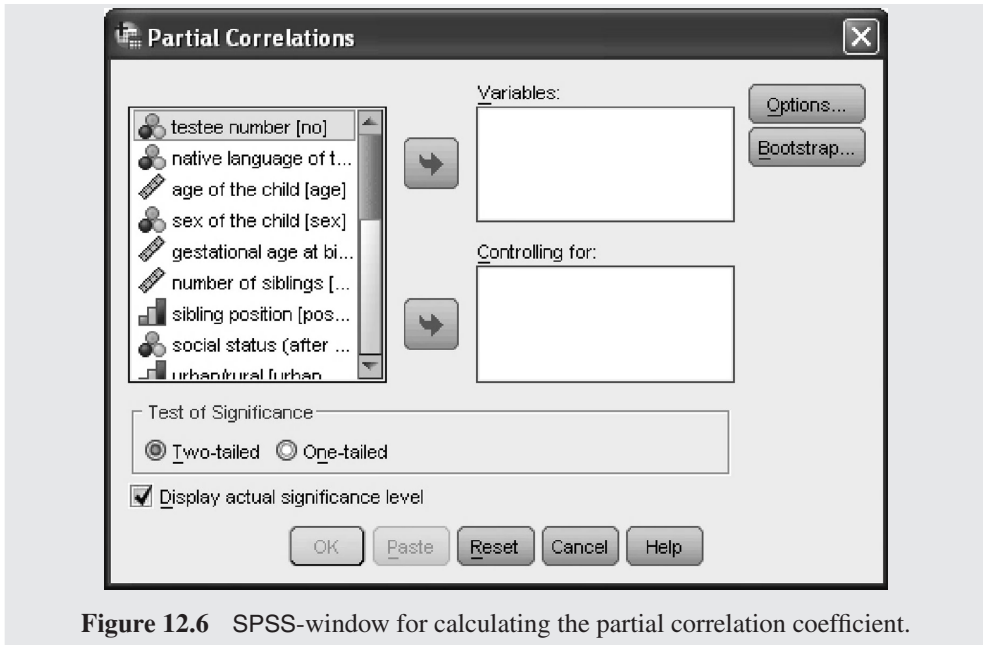 Partial Correlations
testee number [no]
native language of t...
age of the child [age]
sex of the child [sex]
gestational age at bi...
number of siblings [...
sibling position [pos...
social status (after ...
urban/rural [urban
Variables:
Controlling for:
Options...
Bootstrap...
Test of Significance
Two-tailed One-tailed
Display actual significance level
OK Paste Reset Cancel Help
Figure 12.6 SPSS-window for calculating the partial correlation coefficient.